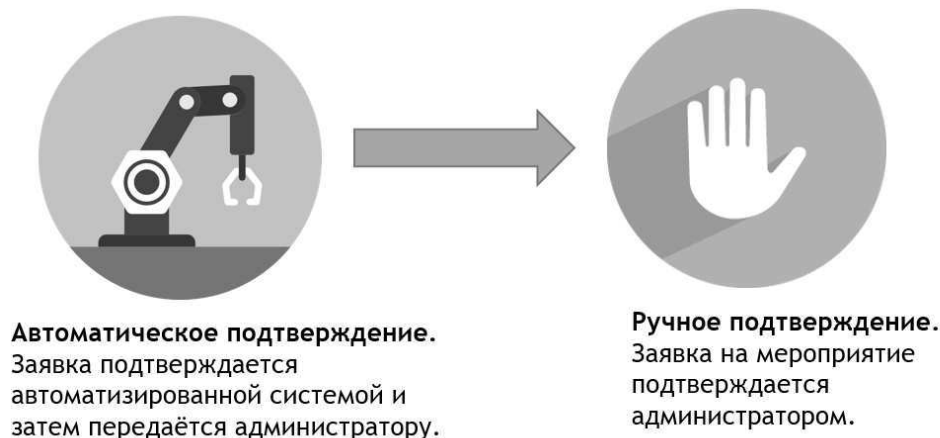 Автоматическое подтверждение.
Заявка подтверждается
автоматизированной системой и
затем передаётся администратору.
Ручное подтверждение.
Заявка на мероприятие
подтверждается
администратором.